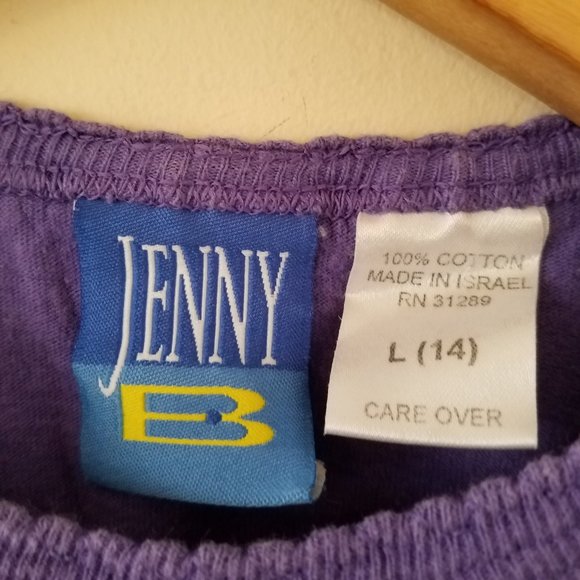 JENNY
B
100% COTTON
MADE IN ISRAEL
RN 31289
L (14)
CARE OVER